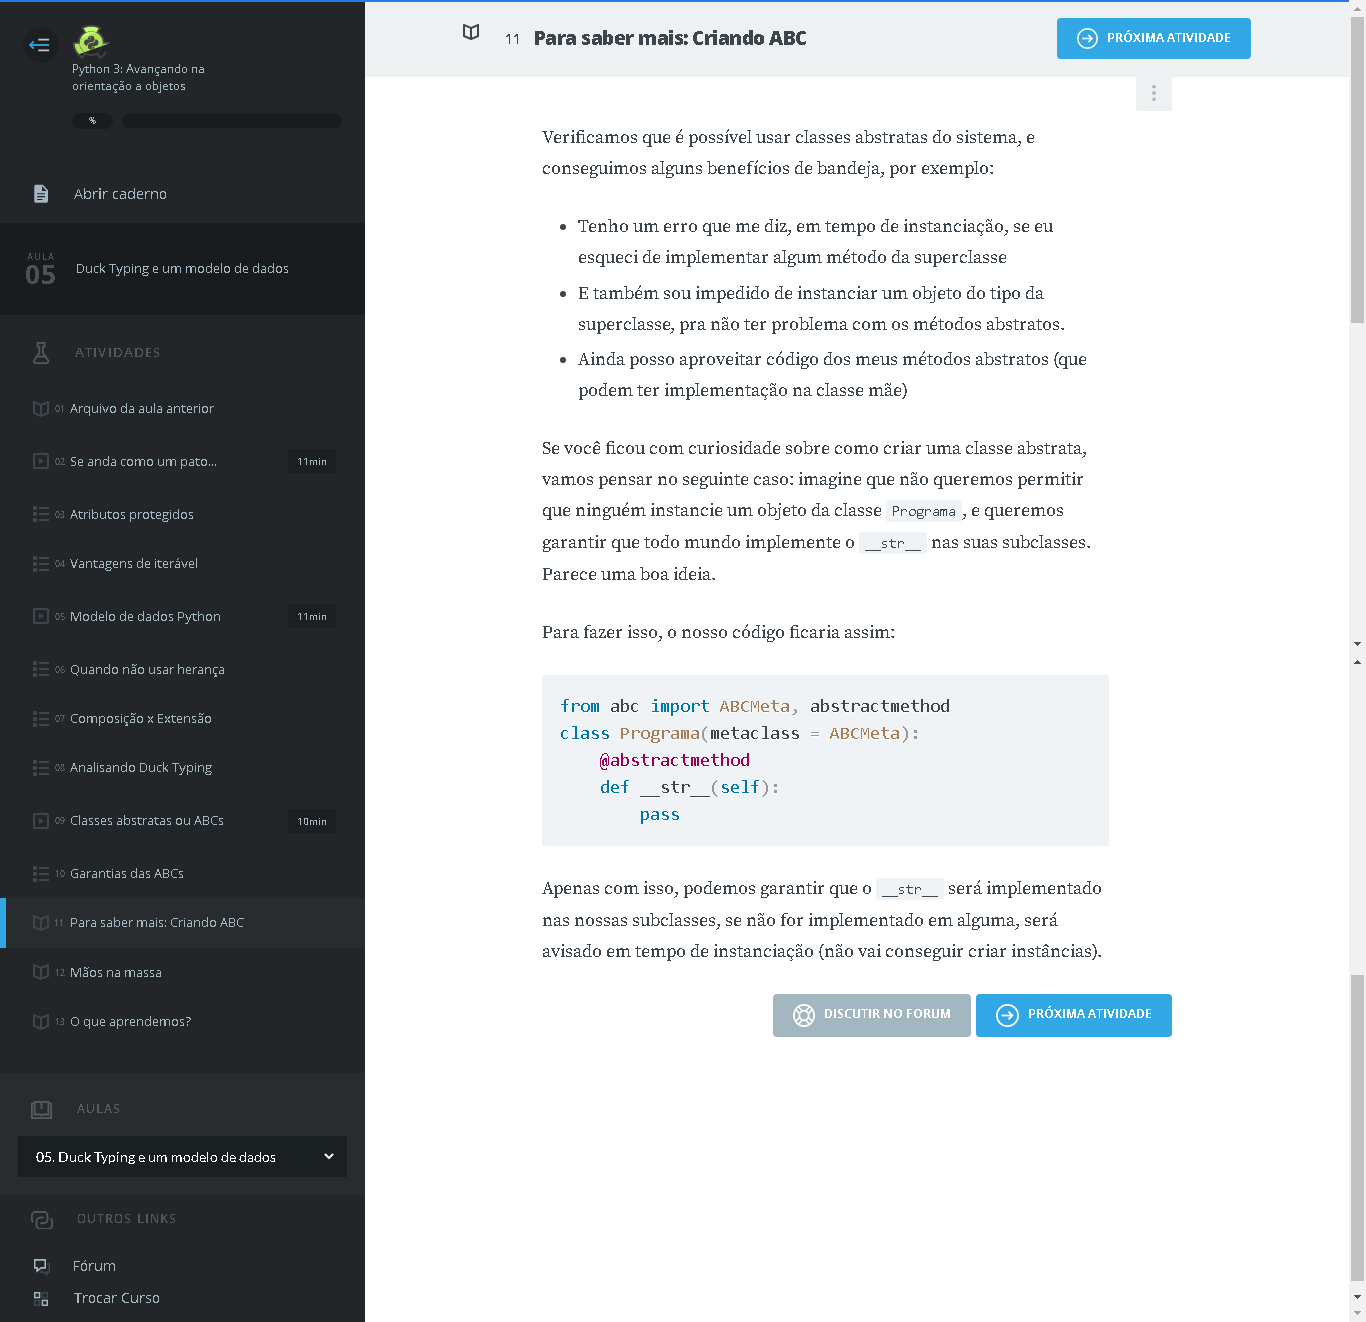 Python 3: Avançando na
orientação a objetos
%
Abrir caderno
AULA
05
Duck Typing e um modelo de dados
ATIVIDADES
01 Arquivo da aula anterior
02 Se anda como um pato... 11min
03 Atributos protegidos
04 Vantagens de iterável
05 Modelo de dados Python 11min
06 Quando não usar herança
07 Composição x Extensão
08 Analisando Duck Typing
09 Classes abstratas ou ABCs 10min
10 Garantias das ABCs
11 Para saber mais: Criando ABC
12 Mãos na massa
13 O que aprendemos?
AULAS
05. Duck Typing e um modelo de dados
OUTROS LINKS
Fórum
Trocar Curso
11 Para saber mais: Criando ABC
PRÓXIMA ATIVIDADE
Verificamos que é possível usar classes abstratas do sistema, e
conseguimos alguns benefícios de bandeja, por exemplo:
• Tenho um erro que me diz, em tempo de instanciação, se eu
esqueci de implementar algum método da superclasse
• E também sou impedido de instanciar um objeto do tipo da
superclasse, pra não ter problema com os métodos abstratos.
• Ainda posso aproveitar código dos meus métodos abstratos (que
podem ter implementação na classe mãe)
Se você ficou com curiosidade sobre como criar uma classe abstrata,
vamos pensar no seguinte caso: imagine que não queremos permitir
que ninguém instancie um objeto da classe Programa, e queremos
garantir que todo mundo implemente o __str__ nas suas subclasses.
Parece uma boa ideia.
Para fazer isso, o nosso código ficaria assim:
from abc import ABCMeta, abstractmethod
class Programa(metaclass = ABCMeta):
    @abstractmethod
    def __str__(self):
        pass
Apenas com isso, podemos garantir que o __str__ será implementado
nas nossas subclasses, se não for implementado em alguma, será
avisado em tempo de instanciação (não vai conseguir criar instâncias).
DISCUTIR NO FORUM
PRÓXIMA ATIVIDADE